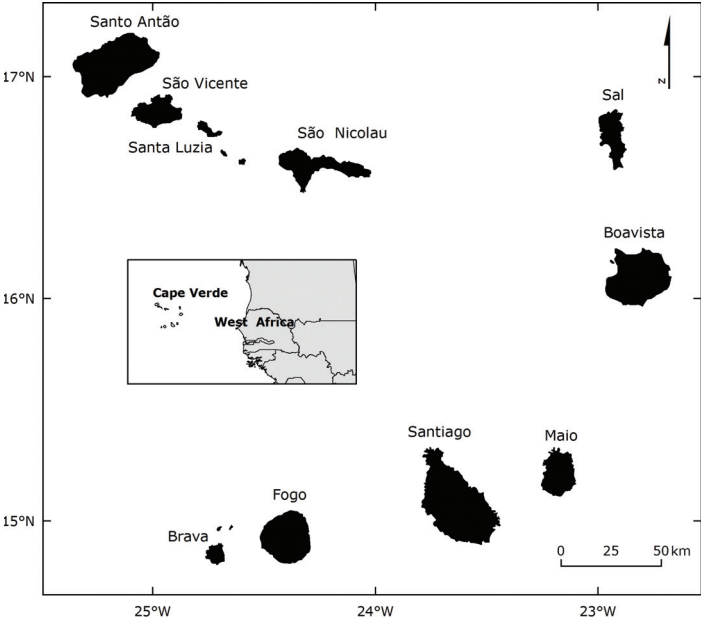 Santo Antão
17°N
São Vicente
Sal
N
São Nicolau
Santa Luzia
Boavista
16°N
Cape Verde
West Africa
Santiago
Maio
Fogo
15°N
Brava
0 25 50 km
25°W 24°W 23°W